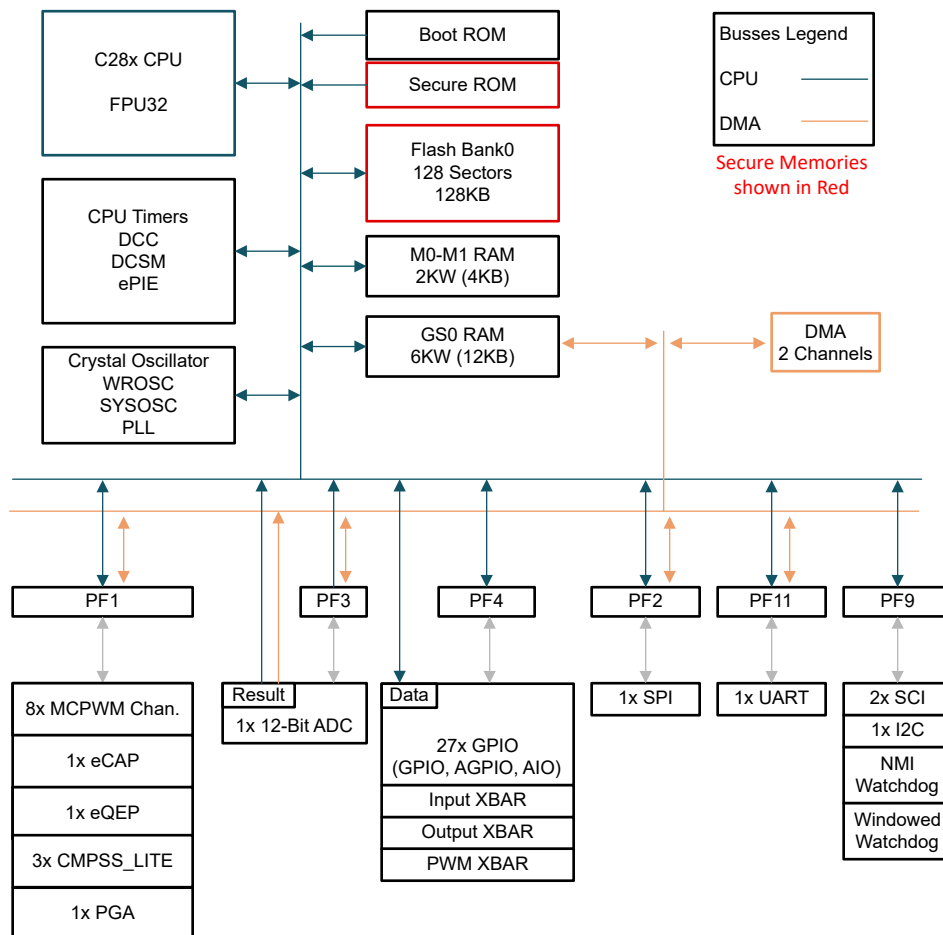 C28x CPU
FPU32
CPU Timers
DCC
DCSM
ePIE
Crystal Oscillator
WROSC
SYSOSC
PLL
Boot ROM
Secure ROM
Flash Bank0
128 Sectors
128KB
M0-M1 RAM
2KW (4KB)
GS0 RAM
6KW (12KB)
Busses Legend
CPU
DMA
Secure Memories
shown in Red
DMA
2 Channels
PF1
PF3
PF4
PF2
PF11
PF9
8x MCPWM Chan.
1x eCAP
1x eQEP
3x CMPSS_LITE
1x PGA
Result
1x 12-Bit ADC
Data
27x GPIO
(GPIO, AGPIO, AIO)
Input XBAR
Output XBAR
PWM XBAR
1x SPI
1x UART
2x SCI
1x I2C
NMI
Watchdog
Windowed
Watchdog